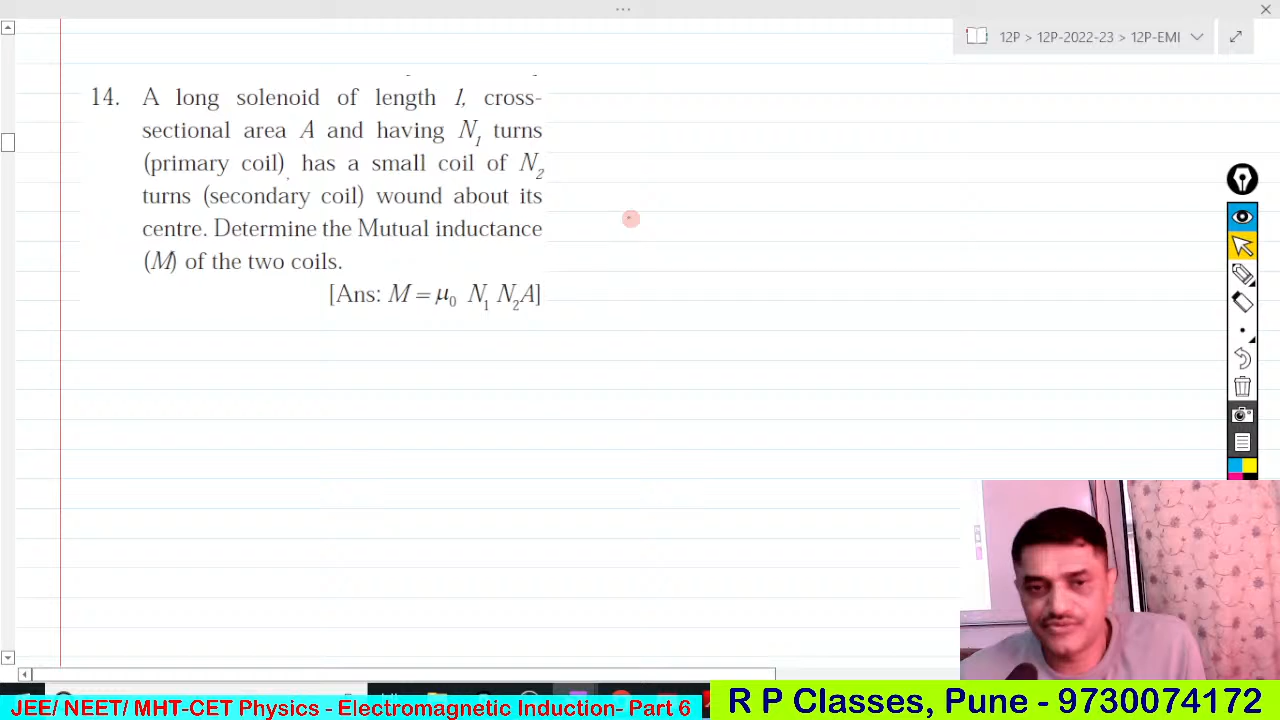 12P > 12P-2022-23 > 12P-EMI
14. A long solenoid of length l, cross-
sectional area A and having N₁ turns
(primary coil) has a small coil of N₂
turns (secondary coil) wound about its
centre. Determine the Mutual inductance
(M) of the two coils.
[Ans: M = μ₀ N₁ N₂A]
JEE/ NEET/ MHT-CET Physics - Electromagnetic Induction- Part 6
R P Classes, Pune - 9730074172